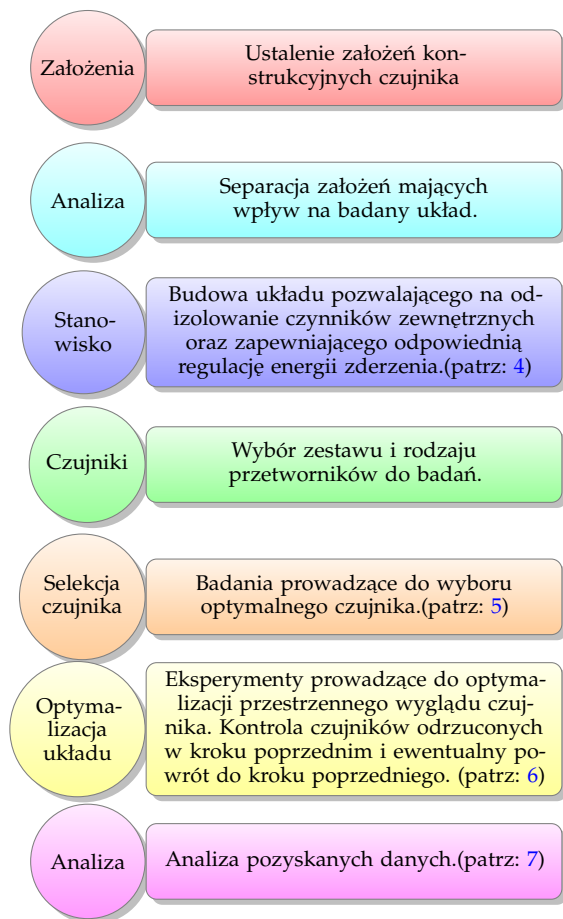 Założenia
Ustalenie założeń kon-
strukcyjnych czujnika
Analiza
Separacja założeń mających
wpływ na badany układ.
Stano-
wisko
Budowa układu pozwalającego na od-
izolowanie czynników zewnętrznych
oraz zapewniającego odpowiednią
regulację energii zderzenia.(patrz: 4)
Czujniki
Wybór zestawu i rodzaju
przetworników do badań.
Selekcja
czujnika
Badania prowadzące do wyboru
optymalnego czujnika.(patrz: 5)
Optyma-
lizacja
układu
Eksperymenty prowadzące do optyma-
lizacji przestrzennego wyglądu czuj-
nika. Kontrola czujników odrzuconych
w kroku poprzednim i ewentualny po-
wrót do kroku poprzedniego. (patrz: 6)
Analiza
Analiza pozyskanych danych.(patrz: 7)